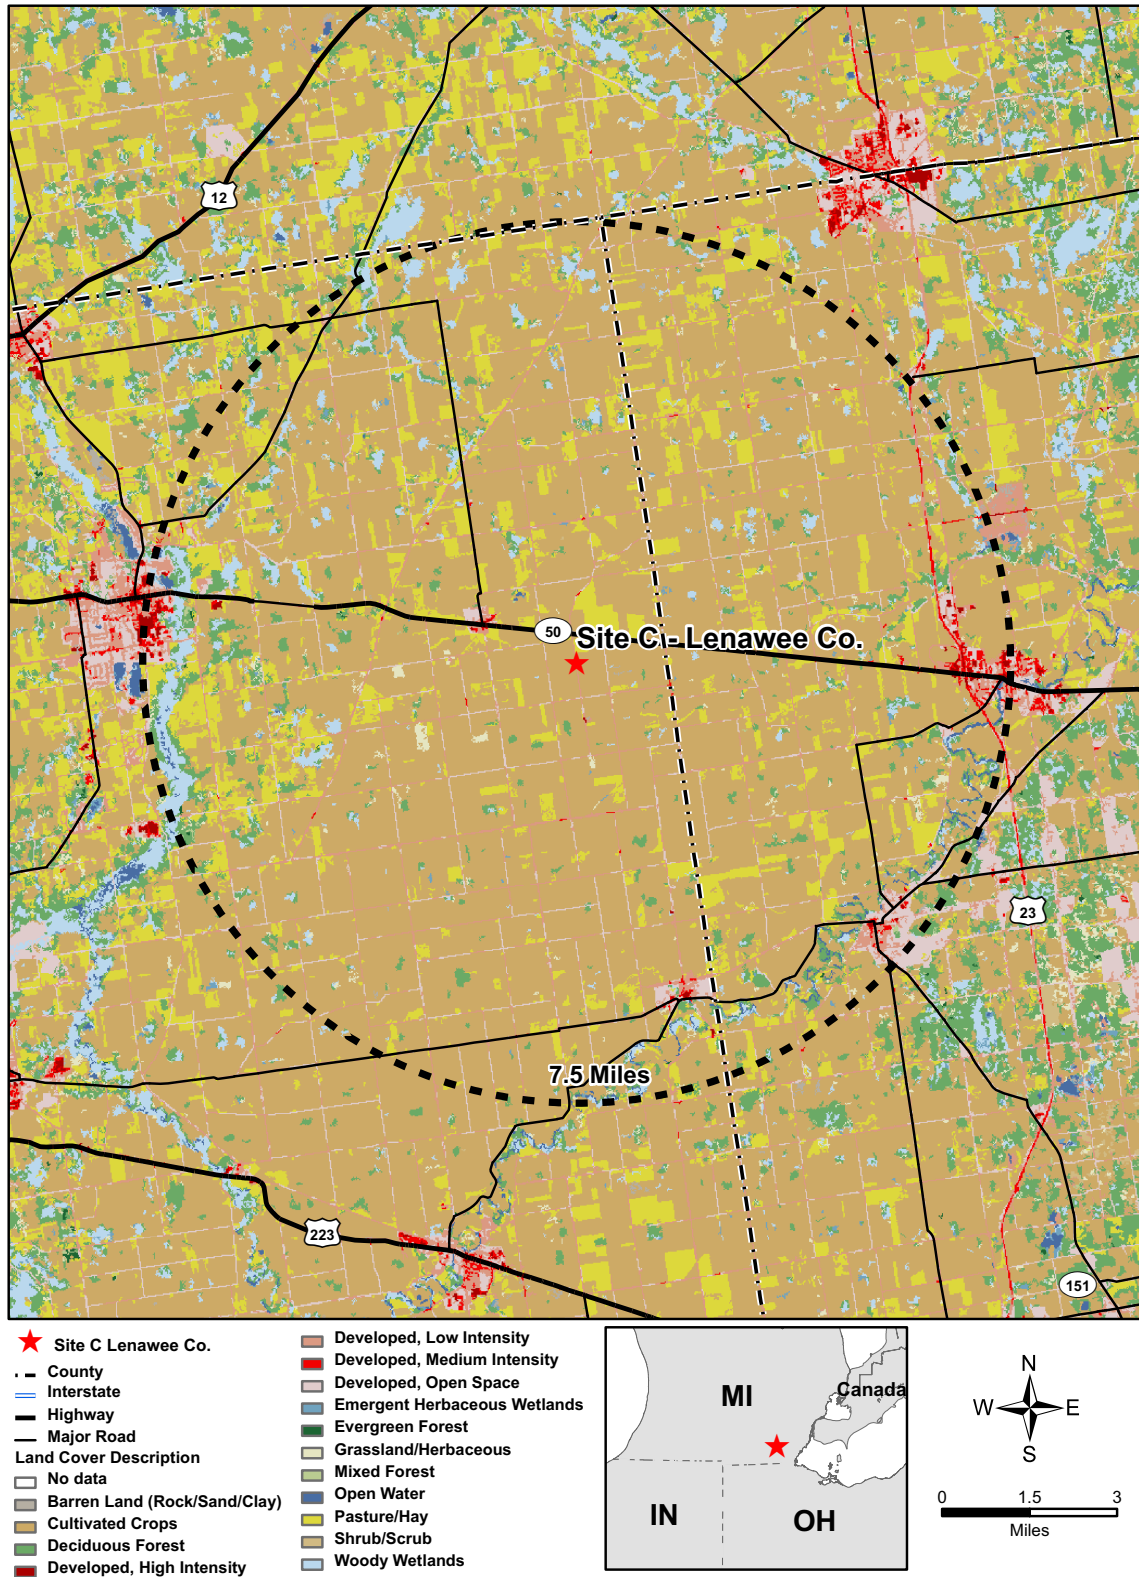 12
50
Site C - Lenawee Co.
23
7.5 Miles
223
151
Site C Lenawee Co.
County
Interstate
Highway
Major Road
Land Cover Description
No data
Barren Land (Rock/Sand/Clay)
Cultivated Crops
Deciduous Forest
Developed, High Intensity
Developed, Low Intensity
Developed, Medium Intensity
Developed, Open Space
Emergent Herbaceous Wetlands
Evergreen Forest
Grassland/Herbaceous
Mixed Forest
Open Water
Pasture/Hay
Shrub/Scrub
Woody Wetlands
MI
Canada
IN
OH
N
W E
S
0 1.5 3
Miles